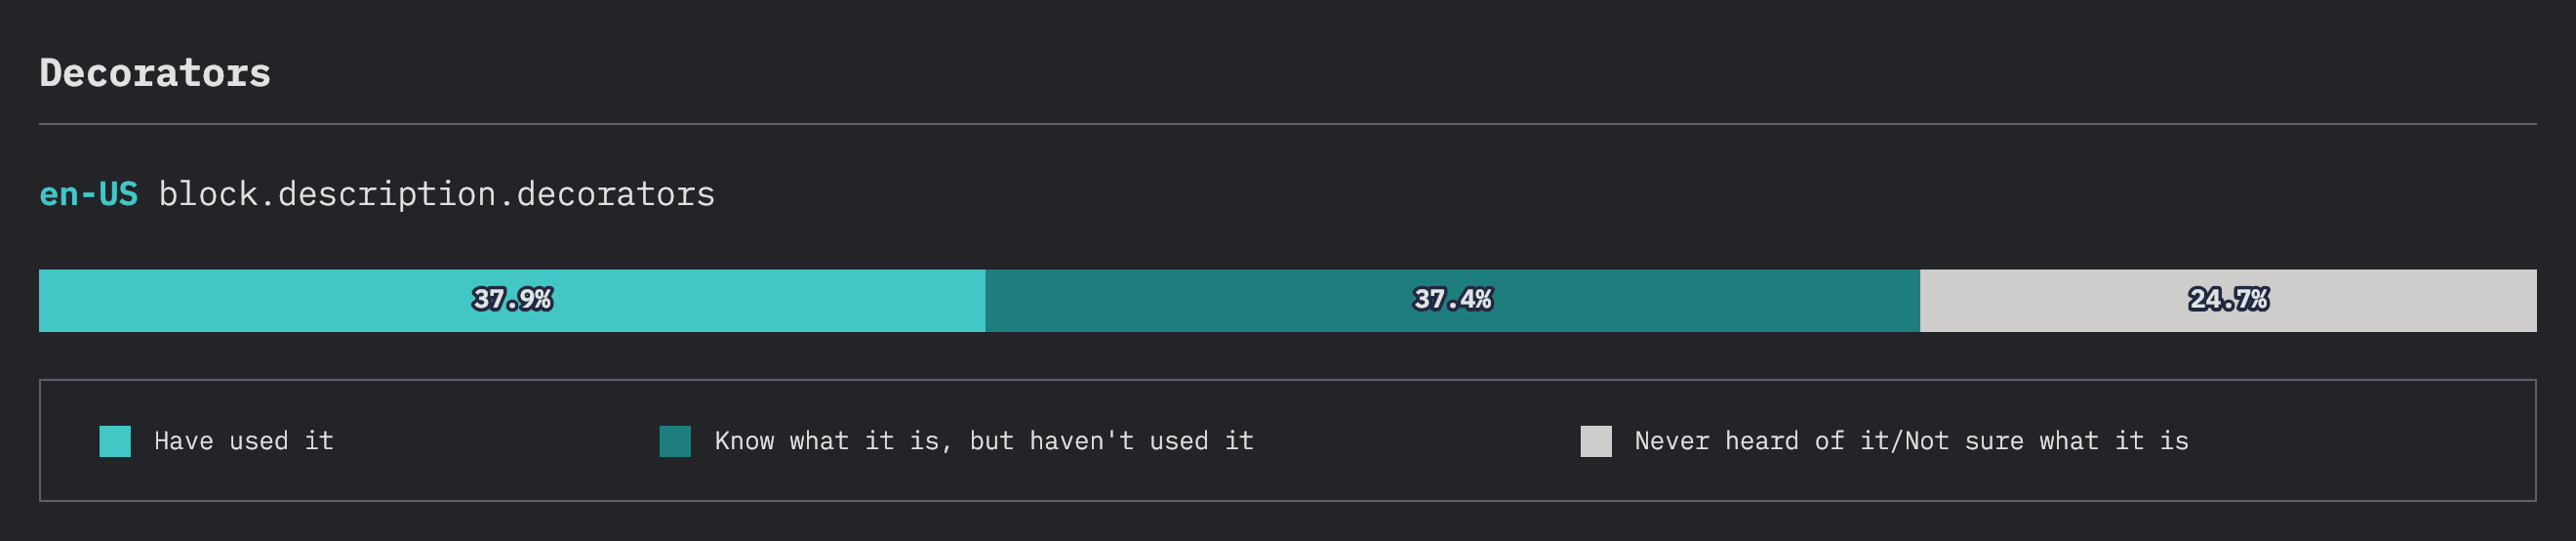 Decorators
en-US block.description.decorators
37.9% 37.4% 24.7%
Have used it Know what it is, but haven't used it Never heard of it/Not sure what it is